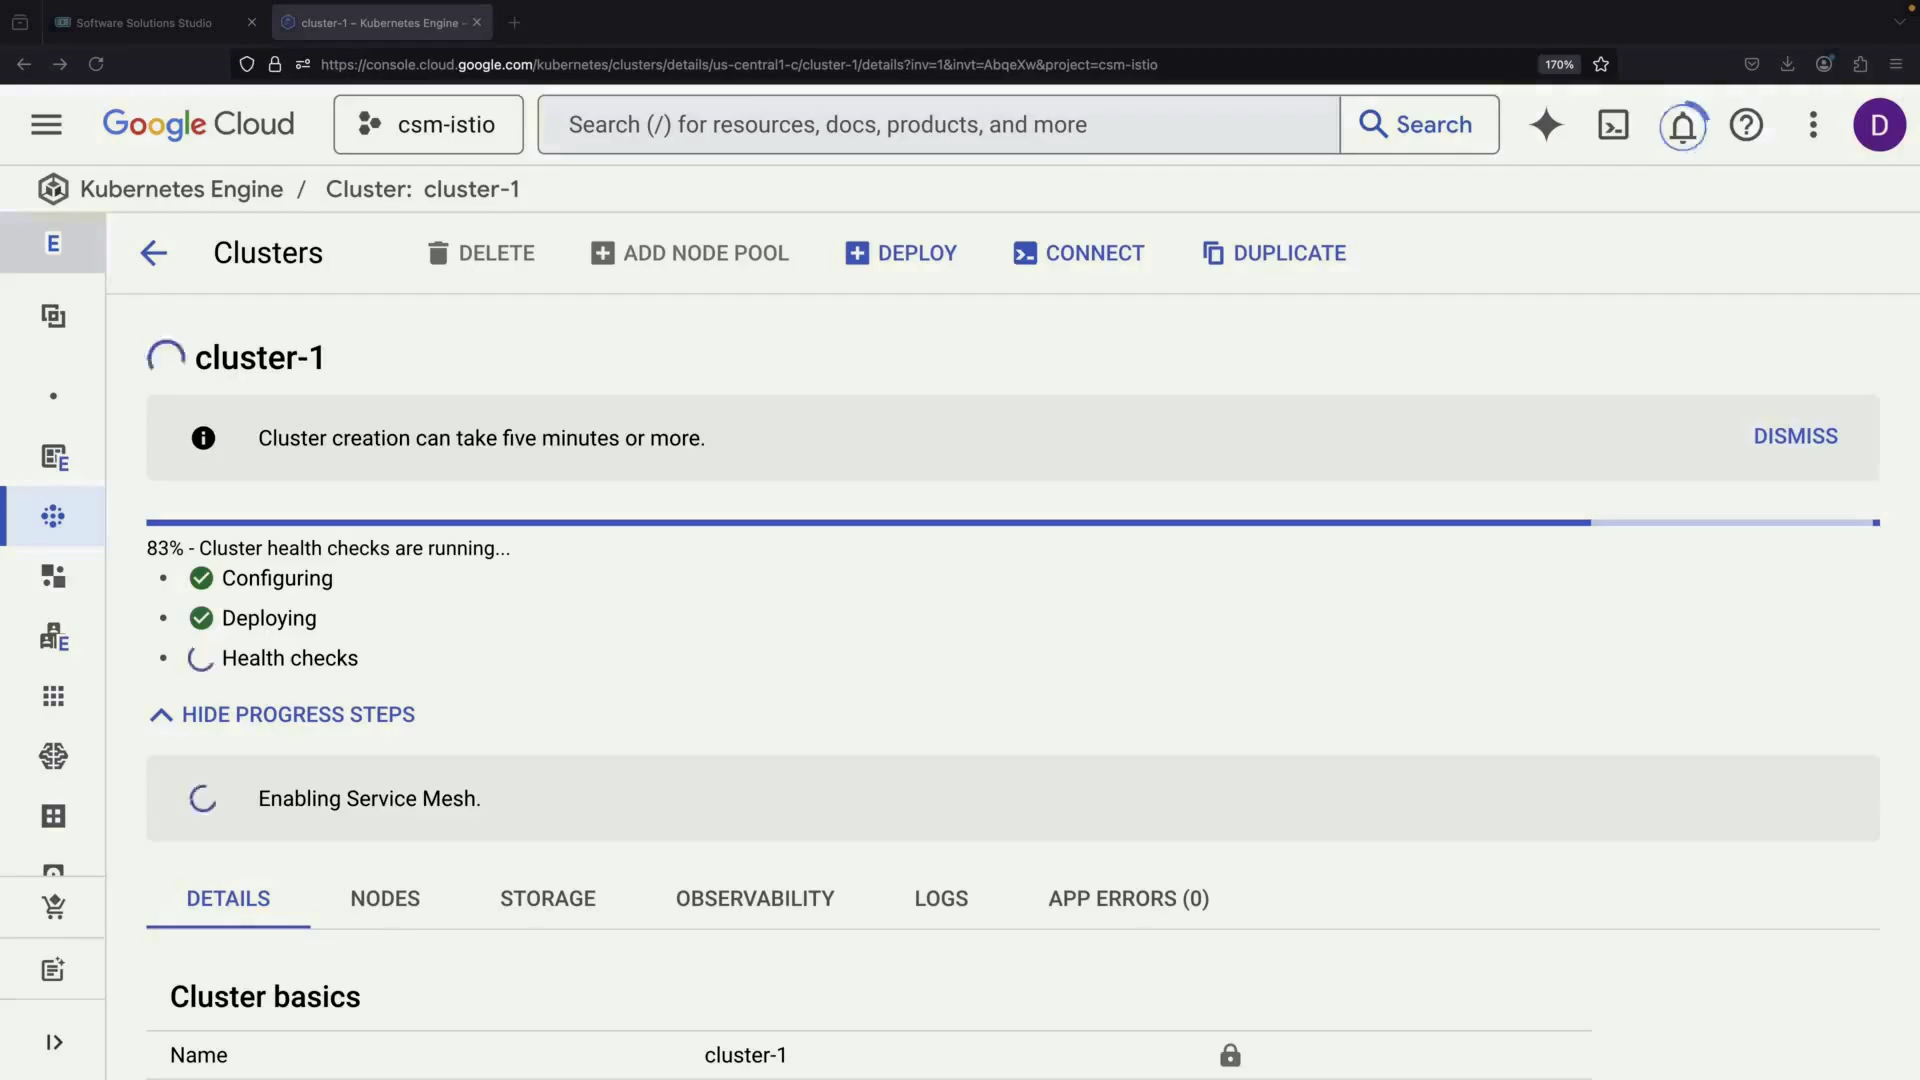 Software Solutions Studio
cluster-1 – Kubernetes Engine -
https://console.cloud.google.com/kubernetes/clusters/details/us-central1-c/cluster-1/details?inv=1&invt=AbqeXw&project=csm-istio
170%
Google Cloud
csm-istio
Search (/) for resources, docs, products, and more
Search
D
Kubernetes Engine / Cluster: cluster-1
E
Clusters
DELETE
ADD NODE POOL
DEPLOY
CONNECT
DUPLICATE
cluster-1
Cluster creation can take five minutes or more.
DISMISS
83% - Cluster health checks are running...
• Configuring
• Deploying
• Health checks
HIDE PROGRESS STEPS
E
E
Enabling Service Mesh.
DETAILS
NODES
STORAGE
OBSERVABILITY
LOGS
APP ERRORS (0)
Cluster basics
Name
cluster-1